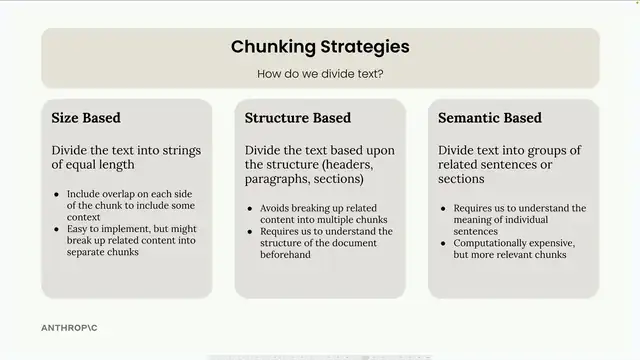 Chunking Strategies
How do we divide text?
Size Based
Divide the text into strings
of equal length
● Include overlap on each side
of the chunk to include some
context
● Easy to implement, but might
break up related content into
separate chunks
Structure Based
Divide the text based upon
the structure (headers,
paragraphs, sections)
● Avoids breaking up related
content into multiple chunks
● Requires us to understand the
structure of the document
beforehand
Semantic Based
Divide text into groups of
related sentences or
sections
● Requires us to understand the
meaning of individual
sentences
● Computationally expensive,
but more relevant chunks
ANTHROP\C